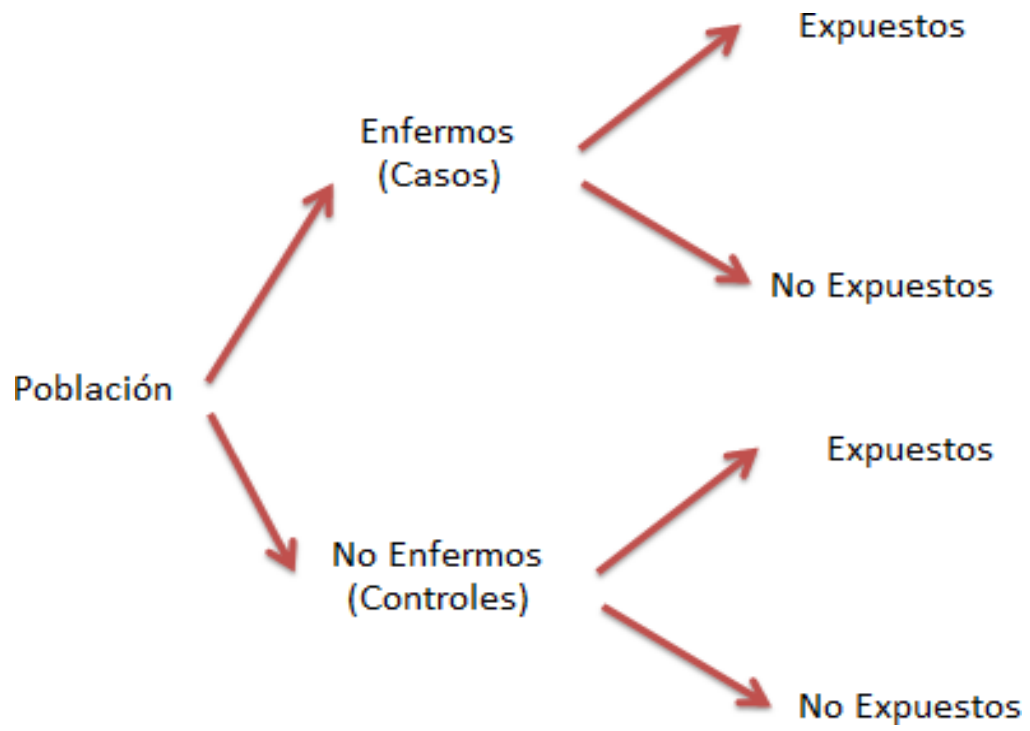 Expuestos
Enfermos
(Casos)
No Expuestos
Población
Expuestos
No Enfermos
(Controles)
No Expuestos